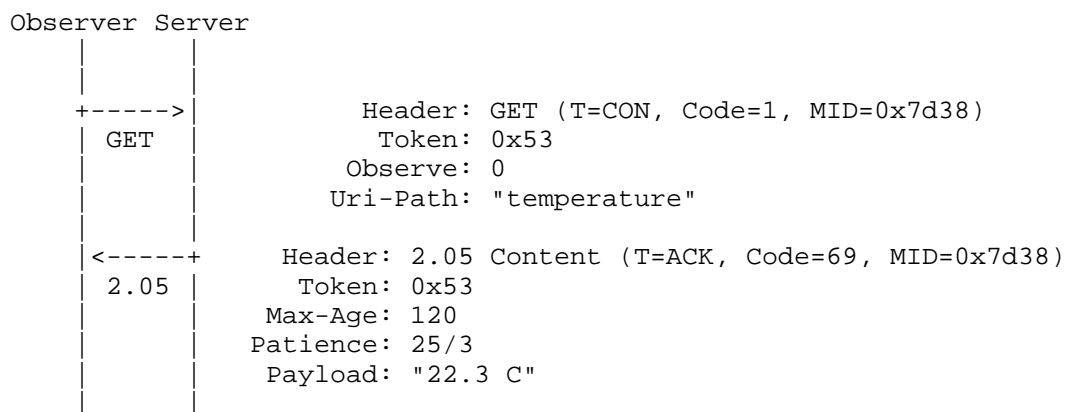 Observer Server
+----->| Header: GET (T=CON, Code=1, MID=0x7d38)
| GET | Token: 0x53
Observe: 0
Uri-Path: "temperature"
|<-----+ Header: 2.05 Content (T=ACK, Code=69, MID=0x7d38)
| 2.05 | Token: 0x53
Max-Age: 120
Patience: 25/3
Payload: "22.3 C"